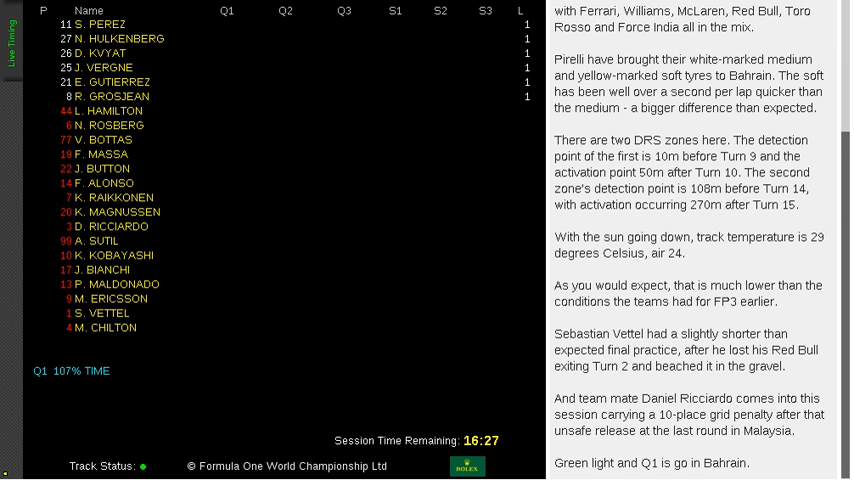 Live Timing
P Name Q1 Q2 Q3 S1 S2 S3 L
11 S. PEREZ 1
27 N. HULKENBERG 1
26 D. KVYAT 1
25 J. VERGNE 1
21 E. GUTIERREZ 1
8 R. GROSJEAN 1
44 L. HAMILTON
6 N. ROSBERG
77 V. BOTTAS
19 F. MASSA
22 J. BUTTON
14 F. ALONSO
7 K. RAIKKONEN
20 K. MAGNUSSEN
3 D. RICCIARDO
99 A. SUTIL
10 K. KOBAYASHI
17 J. BIANCHI
13 P. MALDONADO
9 M. ERICSSON
1 S. VETTEL
4 M. CHILTON
Q1 107% TIME
Session Time Remaining: 16:27
Track Status:
© Formula One World Championship Ltd
ROLEX
with Ferrari, Williams, McLaren, Red Bull, Toro
Rosso and Force India all in the mix.
Pirelli have brought their white-marked medium
and yellow-marked soft tyres to Bahrain. The soft
has been well over a second per lap quicker than
the medium - a bigger difference than expected.
There are two DRS zones here. The detection
point of the first is 10m before Turn 9 and the
activation point 50m after Turn 10. The second
zone's detection point is 108m before Turn 14,
with activation occurring 270m after Turn 15.
With the sun going down, track temperature is 29
degrees Celsius, air 24.
As you would expect, that is much lower than the
conditions the teams had for FP3 earlier.
Sebastian Vettel had a slightly shorter than
expected final practice, after he lost his Red Bull
exiting Turn 2 and beached it in the gravel.
And team mate Daniel Ricciardo comes into this
session carrying a 10-place grid penalty after that
unsafe release at the last round in Malaysia.
Green light and Q1 is go in Bahrain.